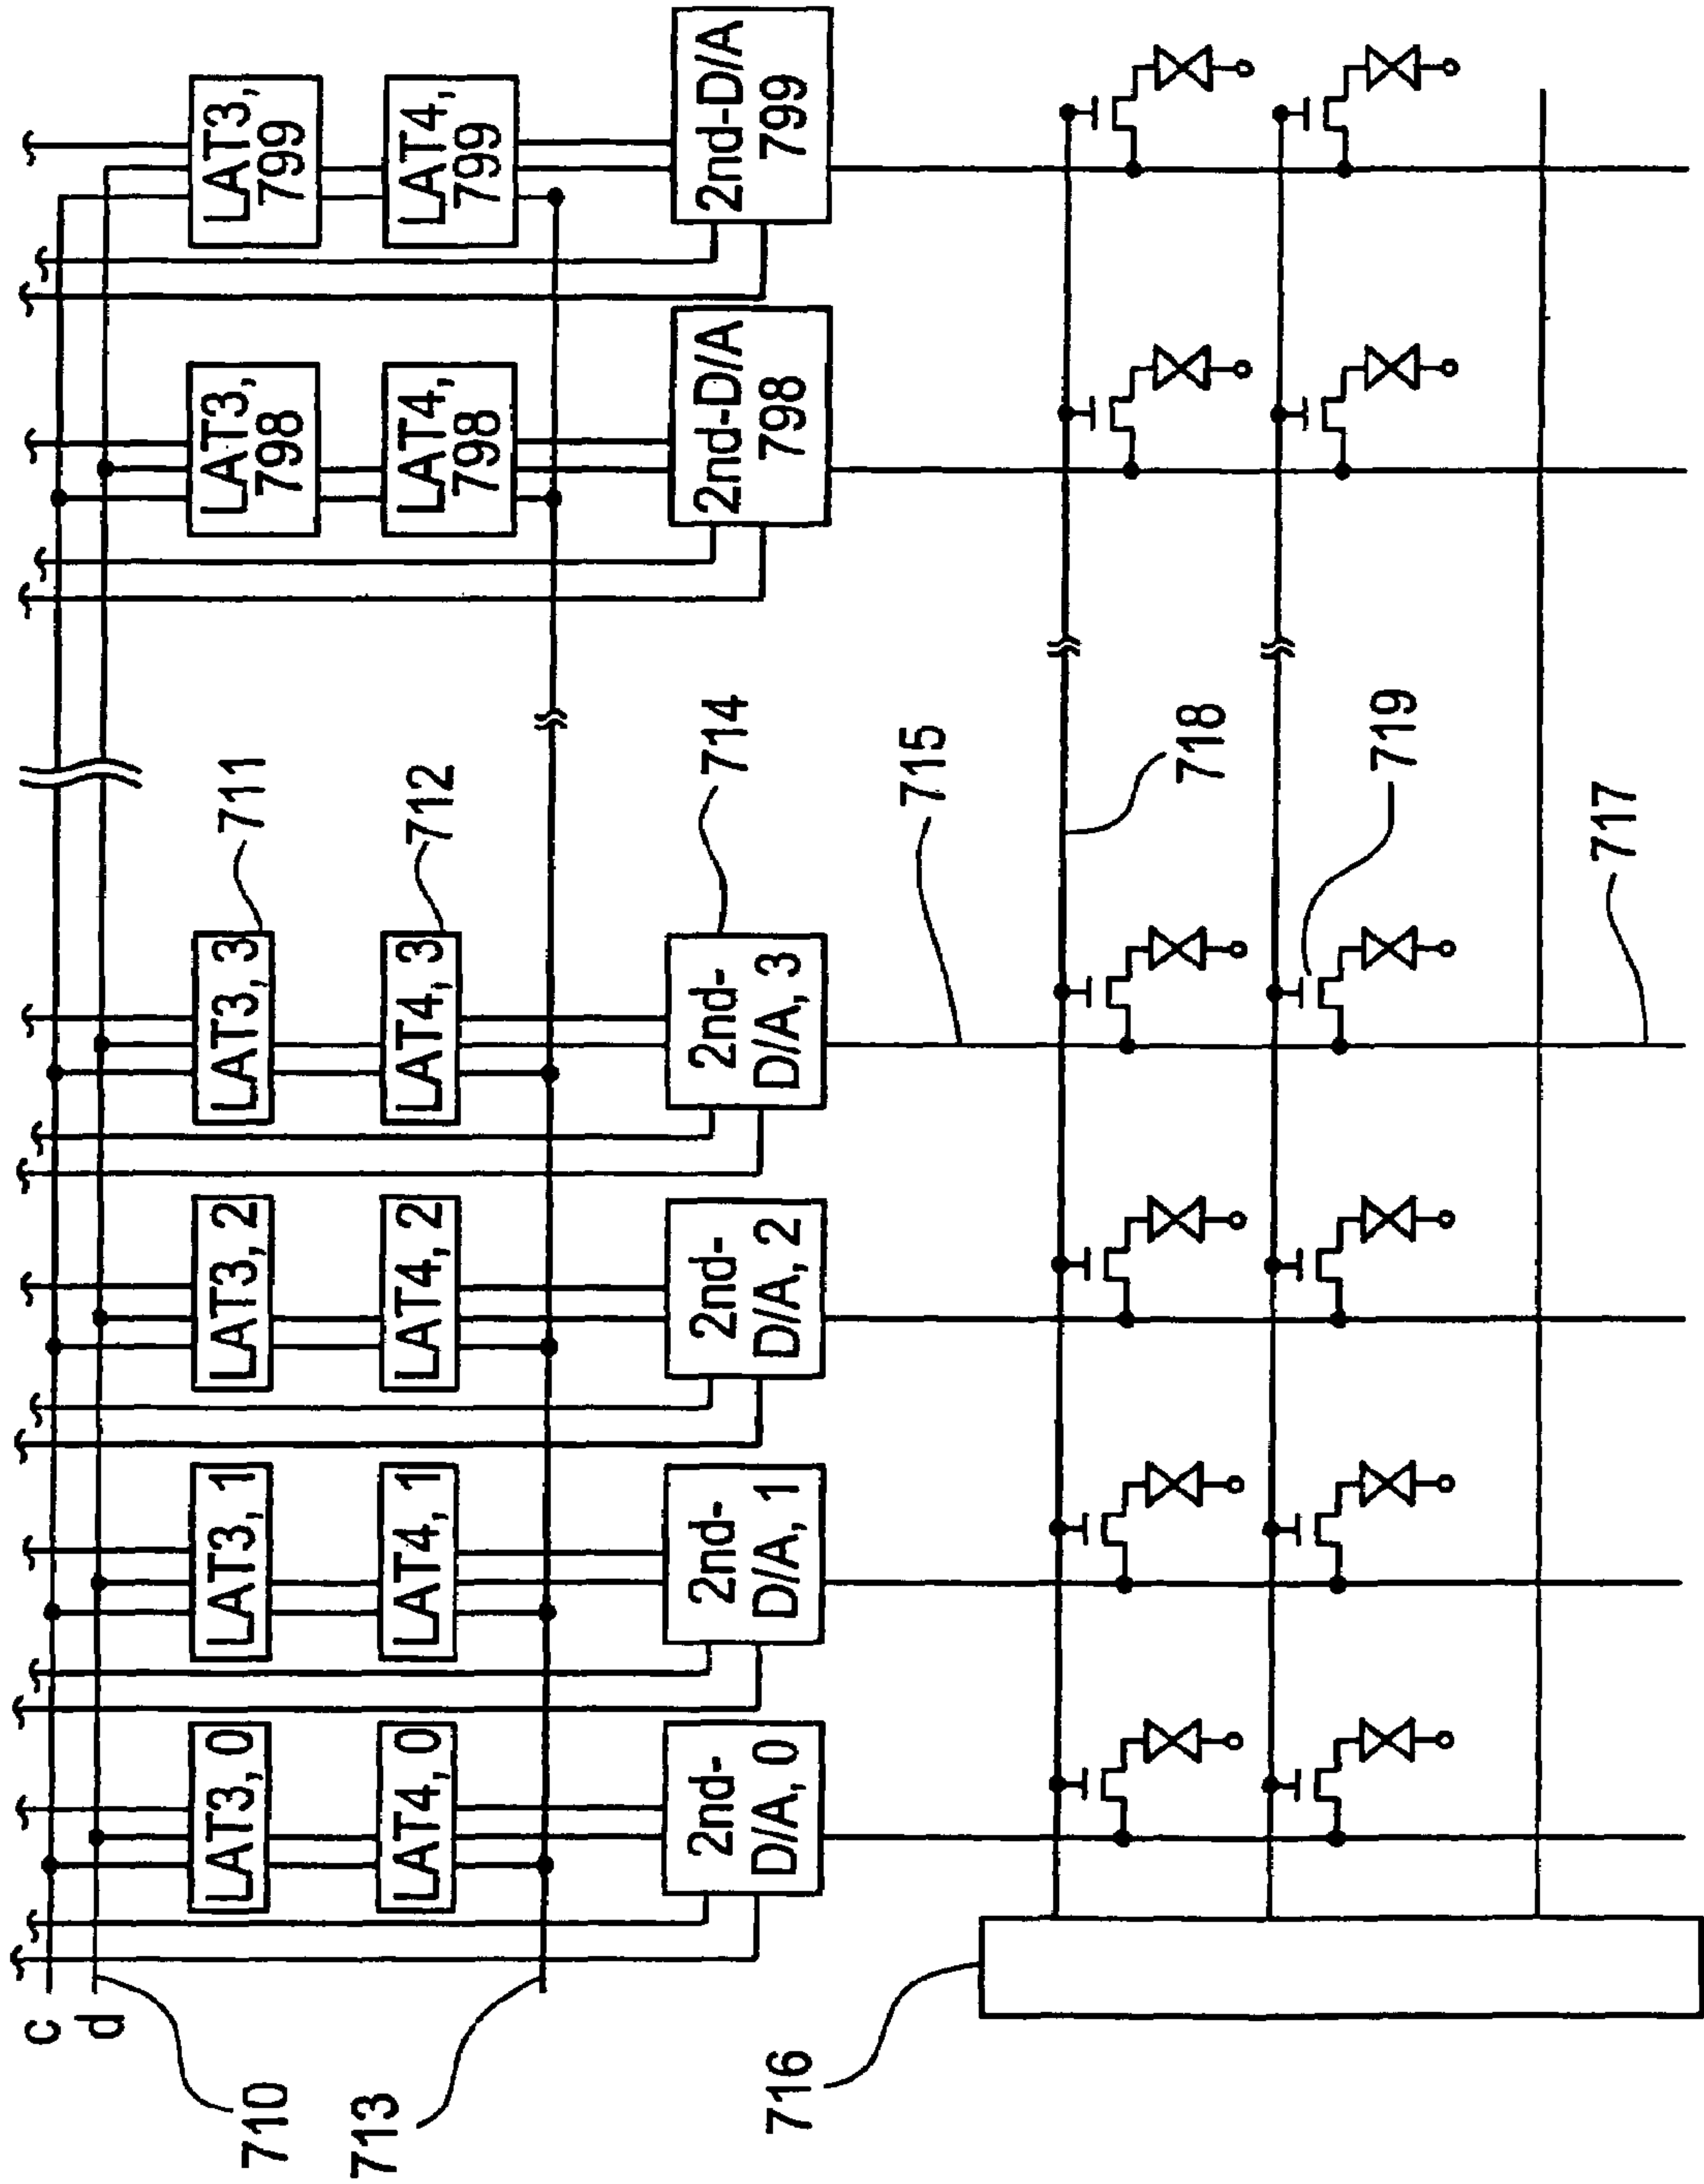 c
d
710
LAT3, 0
LAT3, 1
LAT3, 2
LAT3, 3
711
LAT3,
798
LAT3,
799
713
LAT4, 0
LAT4, 1
LAT4, 2
LAT4, 3
712
LAT4,
798
LAT4,
799
2nd-
D/A, 0
2nd-
D/A, 1
2nd-
D/A, 2
2nd-
D/A, 3
714
2nd-D/A
798
2nd-D/A
799
716
715
718
719
717